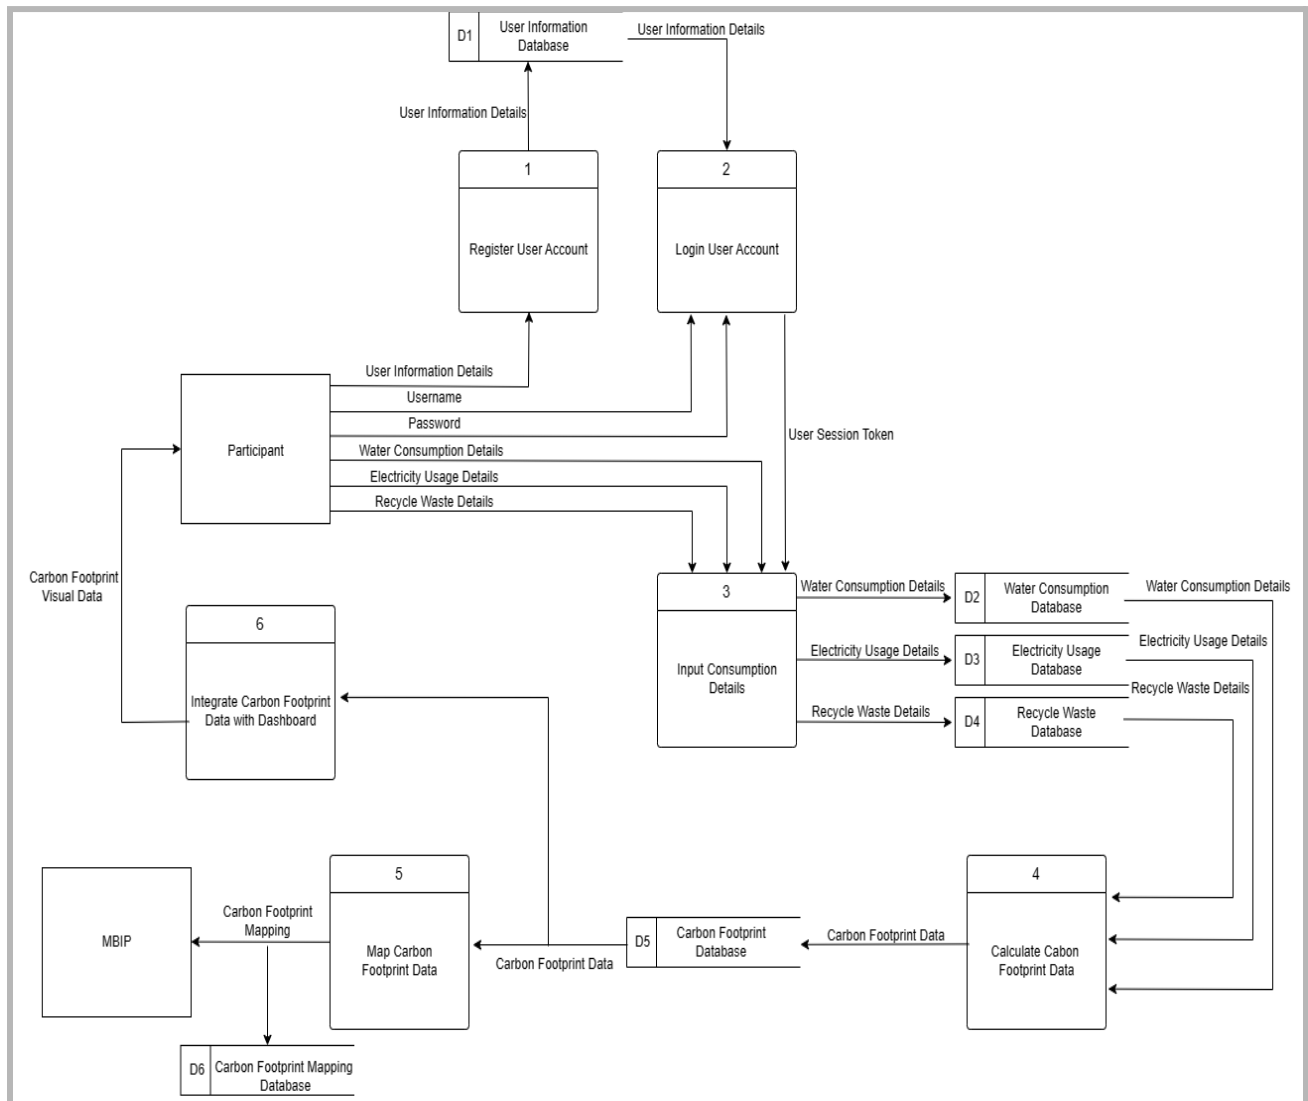 D1
User Information
Database
User Information Details
User Information Details
1
Register User Account
2
Login User Account
User Information Details
Username
Password
Water Consumption Details
Electricity Usage Details
Recycle Waste Details
Participant
User Session Token
Carbon Footprint
Visual Data
6
Integrate Carbon Footprint
Data with Dashboard
3
Input Consumption
Details
Water Consumption Details
Electricity Usage Details
Recycle Waste Details
D2
Water Consumption
Database
D3
Electricity Usage
Database
D4
Recycle Waste
Database
Water Consumption Details
Electricity Usage Details
Recycle Waste Details
MBIP
Carbon Footprint
Mapping
5
Map Carbon
Footprint Data
Carbon Footprint Data
D5
Carbon Footprint
Database
Carbon Footprint Data
4
Calculate Cabon
Footprint Data
D6
Carbon Footprint Mapping
Database